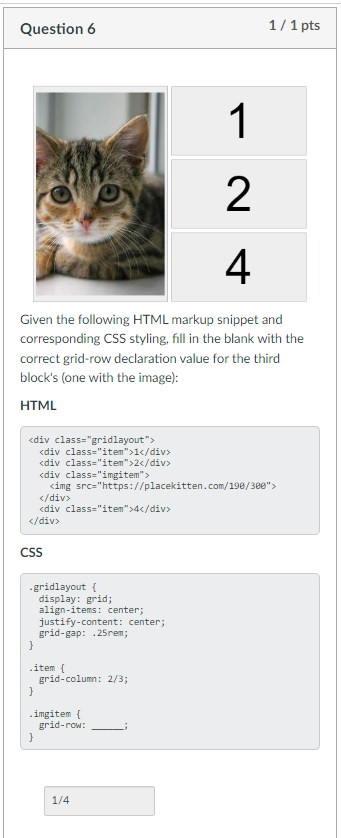 Question 6
1 / 1 pts
1
2
4
Given the following HTML markup snippet and
corresponding CSS styling, fill in the blank with the
correct grid-row declaration value for the third
block's (one with the image):
HTML
<div class="gridlayout">
  <div class="item">1</div>
  <div class="item">2</div>
  <div class="imgitem">
    <img src="https://placekitten.com/190/300">
  </div>
  <div class="item">4</div>
</div>
CSS
.gridlayout {
  display: grid;
  align-items: center;
  justify-content: center;
  grid-gap: .25rem;
}
.item {
  grid-column: 2/3;
}
.imgitem {
  grid-row: ______;
}
1/4